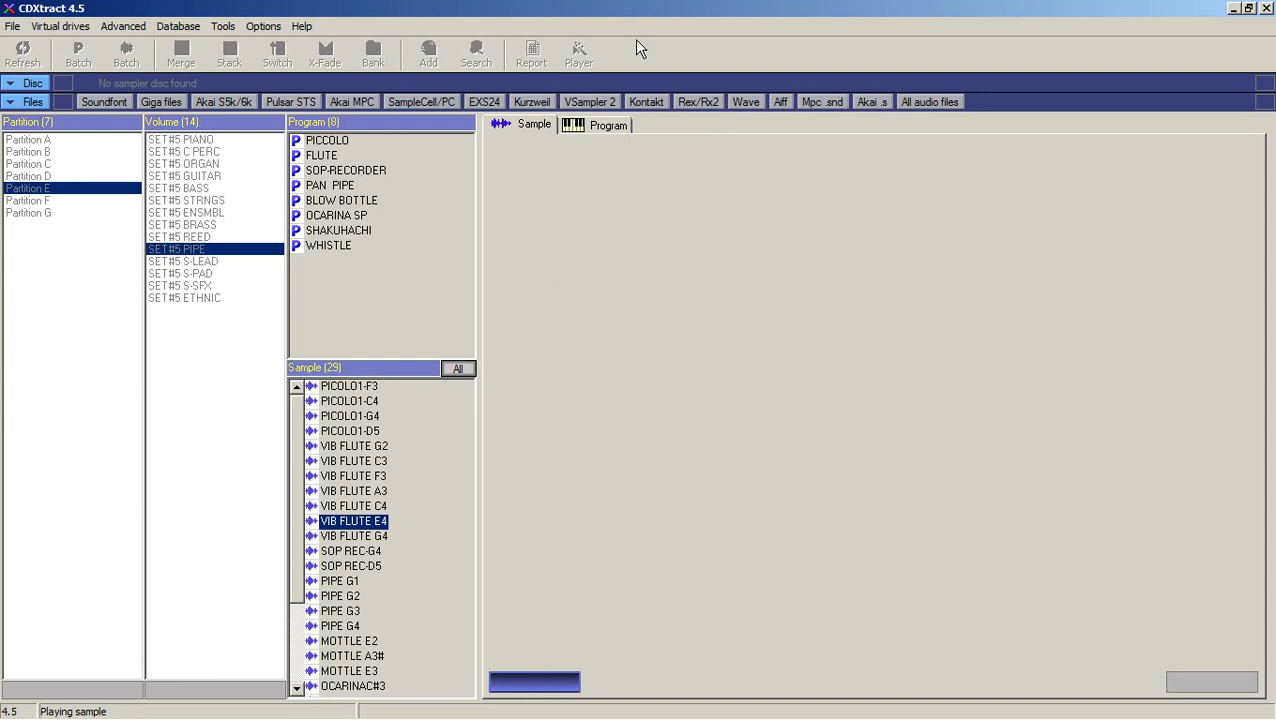 CDXtract 4.5
File Virtual drives Advanced Database Tools Options Help
Refresh Batch Batch Merge Stack Switch X-Fade Bank Add Search Report Player
Disc No sampler disc found
Files Soundfont Giga files Akai S5k/6k Pulsar STS Akai MPC SampleCell/PC EXS24 Kurzweil VSampler 2 Kontakt Rex/Rx2 Wave Aiff Mpc .snd Akai .s All audio files
Partition (7)
Partition A
Partition B
Partition C
Partition D
Partition E
Partition F
Partition G
Volume (14)
SET#5 PIANO
SET#5 C PERC
SET#5 ORGAN
SET#5 GUITAR
SET#5 BASS
SET#5 STRNGS
SET#5 ENSMBL
SET#5 BRASS
SET#5 REED
SET#5 PIPE
SET#5 S-LEAD
SET#5 S-PAD
SET#5 S-SFX
SET#5 ETHNIC
Program (8)
PICCOLO
FLUTE
SOP-RECORDER
PAN PIPE
BLOW BOTTLE
OCARINA SP
SHAKUHACHI
WHISTLE
Sample (29) All
PICOLO1-F3
PICOLO1-C4
PICOLO1-G4
PICOLO1-D5
VIB FLUTE G2
VIB FLUTE C3
VIB FLUTE F3
VIB FLUTE A3
VIB FLUTE C4
VIB FLUTE E4
VIB FLUTE G4
SOP REC-G4
SOP REC-D5
PIPE G1
PIPE G2
PIPE G3
PIPE G4
MOTTLE E2
MOTTLE A3#
MOTTLE E3
OCARINAC#3
Sample Program
4.5 Playing sample